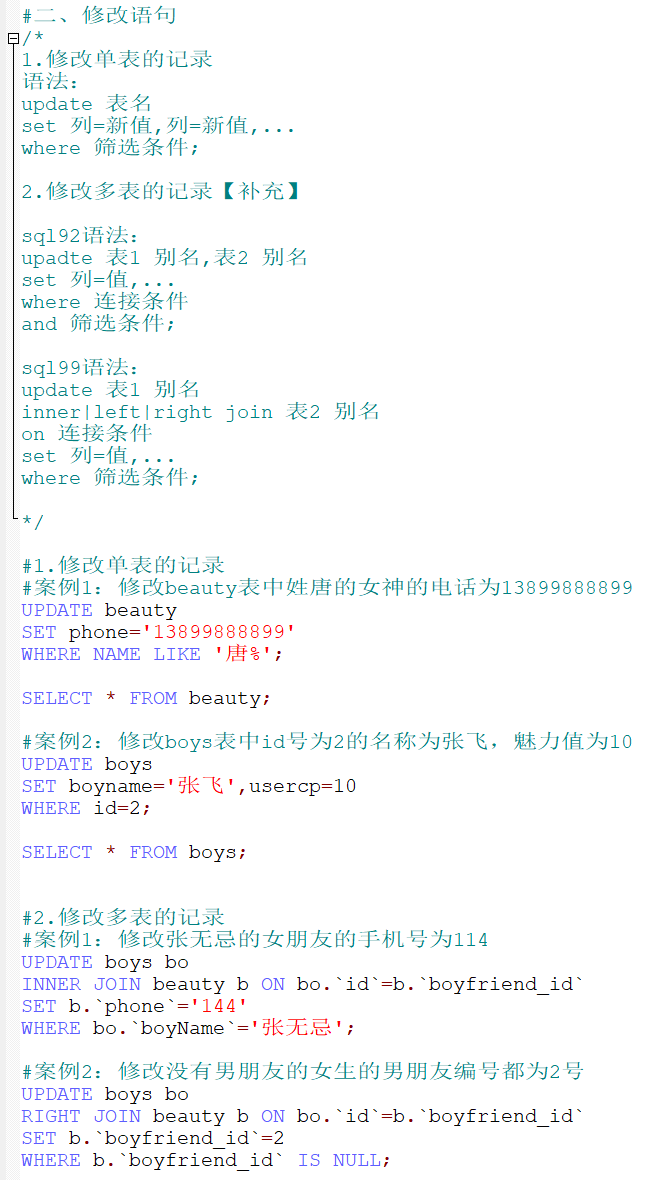 #二、修改语句
/*
1.修改单表的记录
语法：
update 表名
set 列=新值,列=新值,...
where 筛选条件;
2.修改多表的记录【补充】
sql92语法：
upadte 表1 别名,表2 别名
set 列=值,...
where 连接条件
and 筛选条件;
sql99语法：
update 表1 别名
inner|left|right join 表2 别名
on 连接条件
set 列=值,...
where 筛选条件;
*/
#1.修改单表的记录
#案例1：修改beauty表中姓唐的女神的电话为13899888899
UPDATE beauty
SET phone='13899888899'
WHERE NAME LIKE '唐%';
SELECT * FROM beauty;
#案例2：修改boys表中id号为2的名称为张飞，魅力值为10
UPDATE boys
SET boyname='张飞',usercp=10
WHERE id=2;
SELECT * FROM boys;
#2.修改多表的记录
#案例1：修改张无忌的女朋友的手机号为114
UPDATE boys bo
INNER JOIN beauty b ON bo.`id`=b.`boyfriend_id`
SET b.`phone`='144'
WHERE bo.`boyName`='张无忌';
#案例2：修改没有男朋友的女生的男朋友编号都为2号
UPDATE boys bo
RIGHT JOIN beauty b ON bo.`id`=b.`boyfriend_id`
SET b.`boyfriend_id`=2
WHERE b.`boyfriend_id` IS NULL;